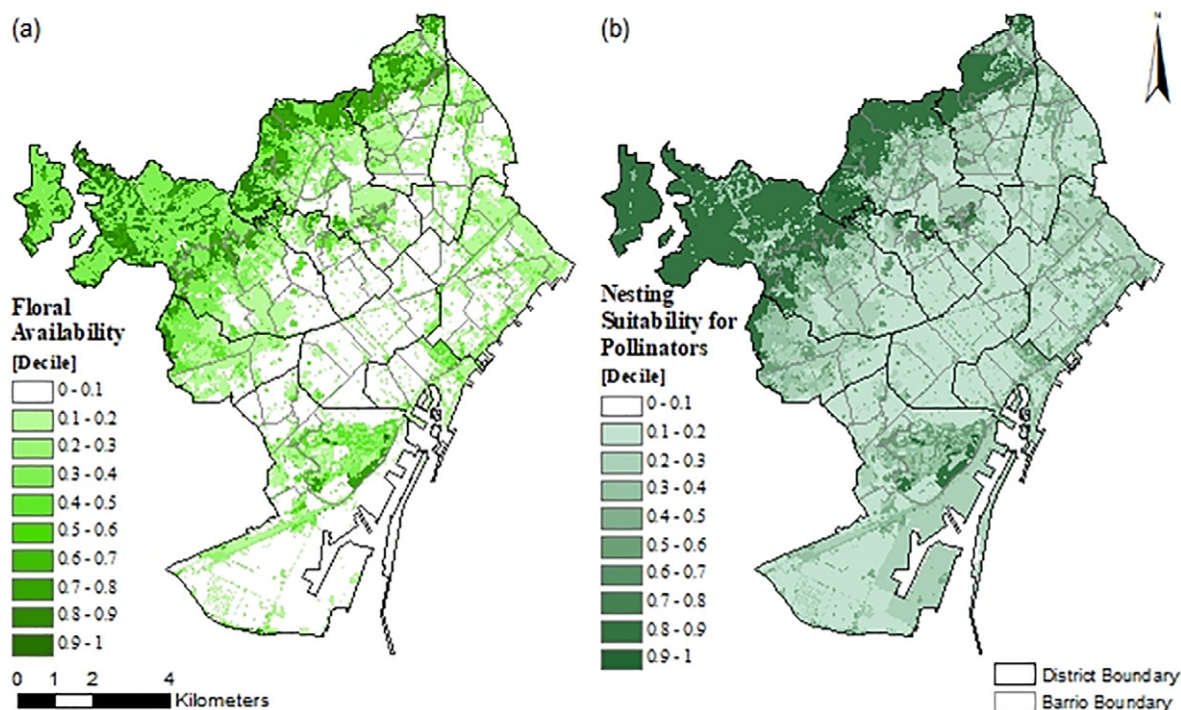 (a)
Floral
Availability
[Decile]
0 - 0.1
0.1 - 0.2
0.2 - 0.3
0.3 - 0.4
0.4 - 0.5
0.5 - 0.6
0.6 - 0.7
0.7 - 0.8
0.8 - 0.9
0.9 - 1
0 1 2 4
Kilometers
(b)
N
Nesting
Suitability for
Pollinators
[Decile]
0 - 0.1
0.1 - 0.2
0.2 - 0.3
0.3 - 0.4
0.4 - 0.5
0.5 - 0.6
0.6 - 0.7
0.7 - 0.8
0.8 - 0.9
0.9 - 1
District Boundary
Barrio Boundary